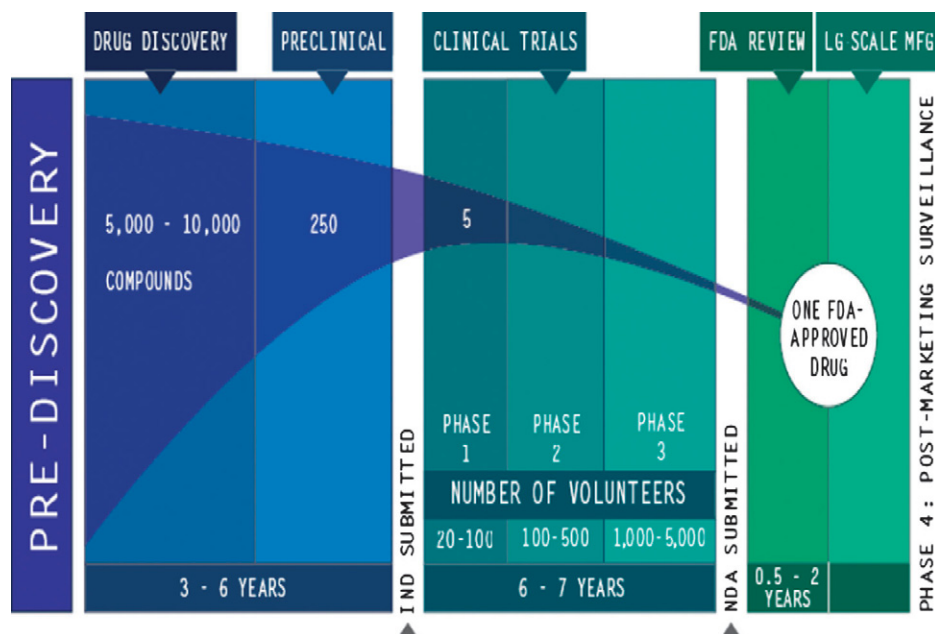 DRUG DISCOVERY
PRECLINICAL
CLINICAL TRIALS
FDA REVIEW
LG-SCALE MFG
PRE-DISCOVERY
5,000 - 10,000
COMPOUNDS
250
5
ONE FDA-
APPROVED
DRUG
PHASE
1
PHASE
2
PHASE
3
NUMBER OF VOLUNTEERS
20-100
100-500
1,000-5,000
3 - 6 YEARS
IND SUBMITTED
6 - 7 YEARS
NDA SUBMITTED
0.5 - 2
YEARS
PHASE 4: POST-MARKETING SURVEILLANCE